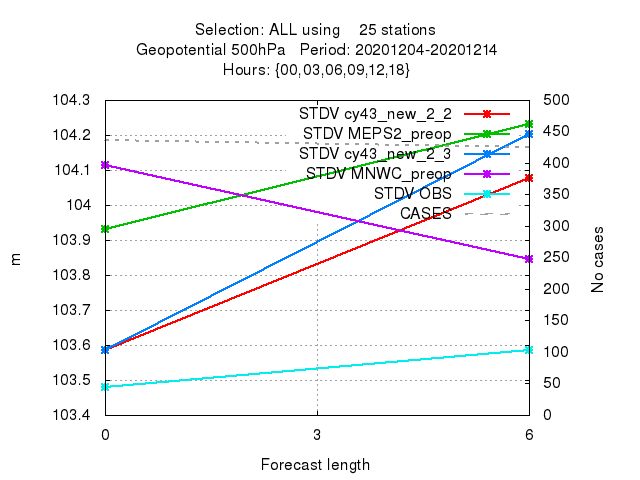 Selection: ALL using 25 stations
Geopotential 500hPa Period: 20201204-20201214
Hours: {00,03,06,09,12,18}
104.3
104.2
104.1
104
103.9
103.8
103.7
103.6
103.5
103.4
m
STDV cy43_new_2_2
STDV MEPS2_preop
STDV cy43_new_2_3
STDV MNWC_preop
STDV OBS
CASES
500
450
400
350
300
250
200
150
100
50
0
No cases
0 3 6
Forecast length